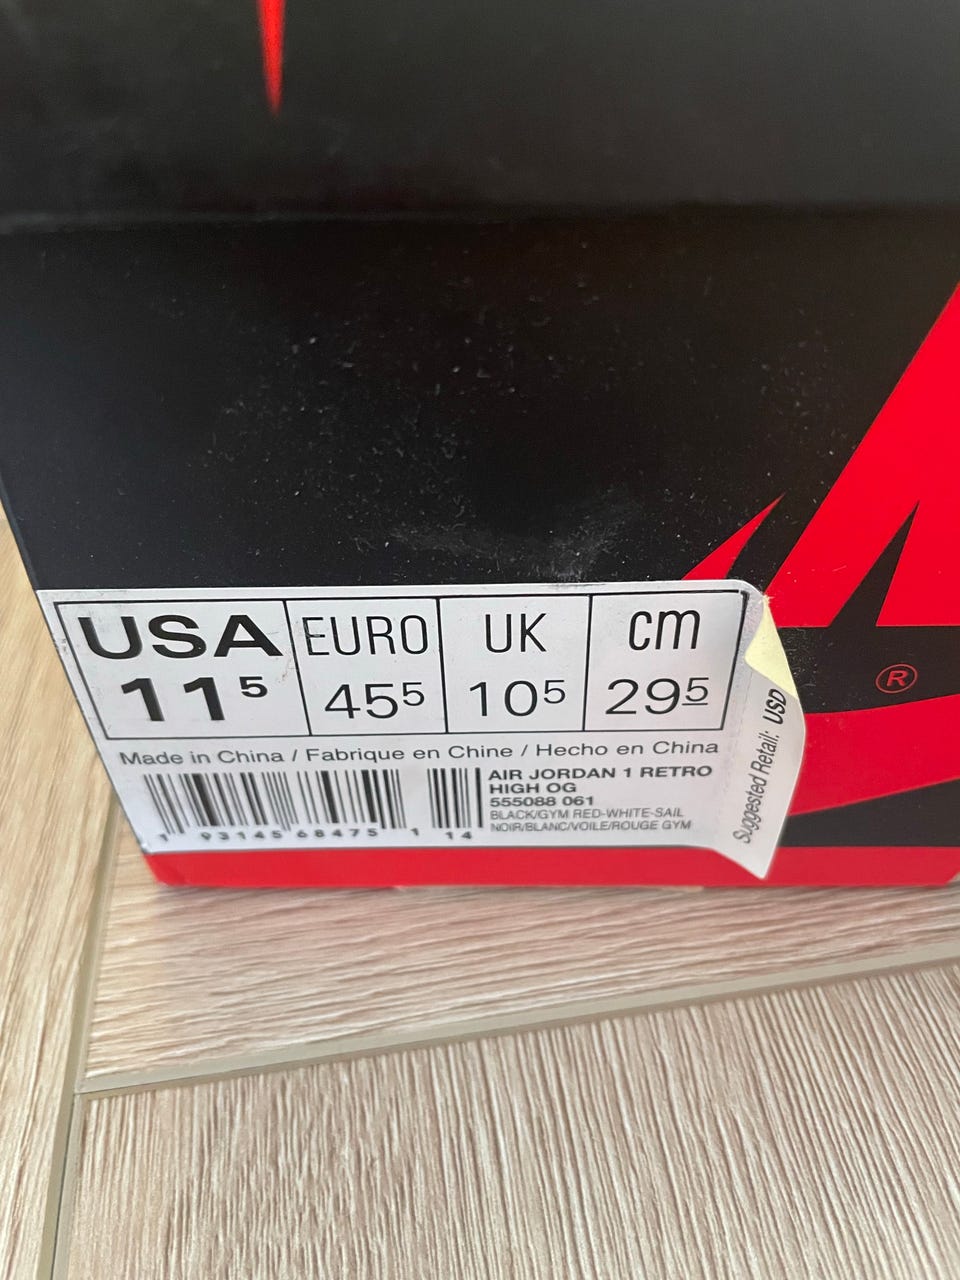 USA EURO UK cm
11⁵ 45⁵ 10⁵ 29⁵
Made in China / Fabrique en Chine / Hecho en China
AIR JORDAN 1 RETRO
HIGH OG
555088 061
BLACK/GYM RED-WHITE-SAIL
NOIR/BLANC/VOILE/ROUGE GYM
1 93145 68475 1 14
Suggested Retail: USD
®